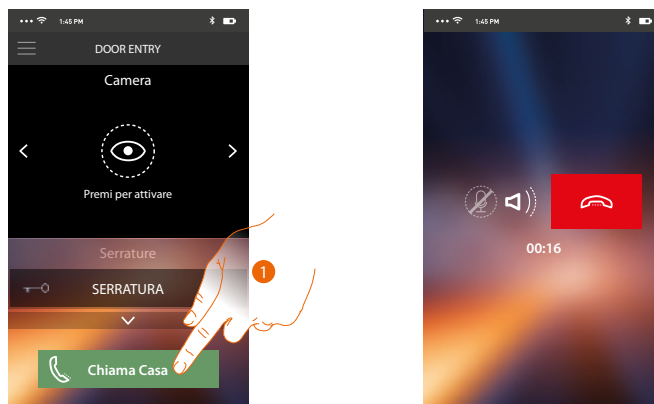 1:45 PM
DOOR ENTRY
Camera
Premi per attivare
Serrature
SERRATURA
1
Chiama Casa
1:45 PM
00:16